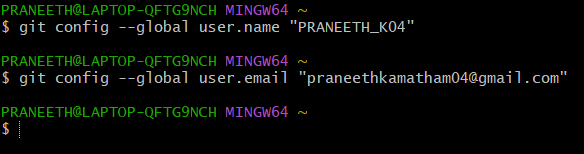 PRANEETH@LAPTOP-QFTG9NCH MINGW64 ~
$ git config --global user.name "PRANEETH_K04"
PRANEETH@LAPTOP-QFTG9NCH MINGW64 ~
$ git config --global user.email "praneethkamatham04@gmail.com"
PRANEETH@LAPTOP-QFTG9NCH MINGW64 ~
$